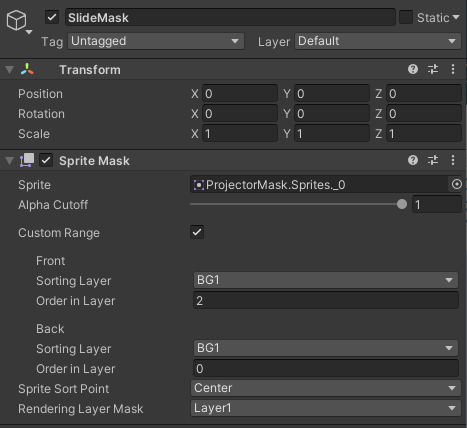 SlideMask Static
Tag Untagged Layer Default
Transform
Position X 0 Y 0 Z 0
Rotation X 0 Y 0 Z 0
Scale X 1 Y 1 Z 1
Sprite Mask
Sprite ProjectorMask.Sprites._0
Alpha Cutoff 1
Custom Range
Front
Sorting Layer BG1
Order in Layer 2
Back
Sorting Layer BG1
Order in Layer 0
Sprite Sort Point Center
Rendering Layer Mask Layer1